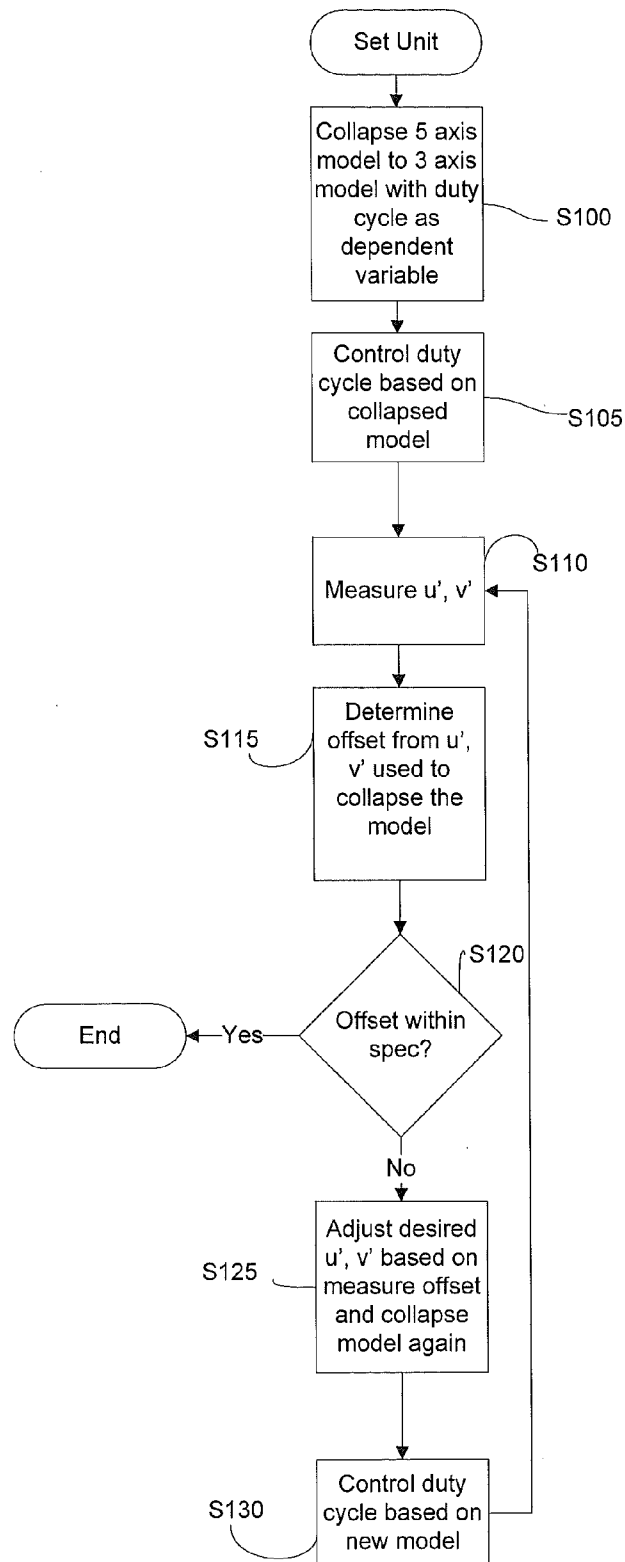 Set Unit
Collapse 5 axis
model to 3 axis
model with duty
cycle as
dependent
variable
S100
Control duty
cycle based on
collapsed
model
S105
Measure u’, v’
S110
Determine
offset from u’,
v’ used to
collapse the
model
S115
Offset within
spec?
S120
Yes
End
No
Adjust desired
u’, v’ based on
measure offset
and collapse
model again
S125
Control duty
cycle based on
new model
S130